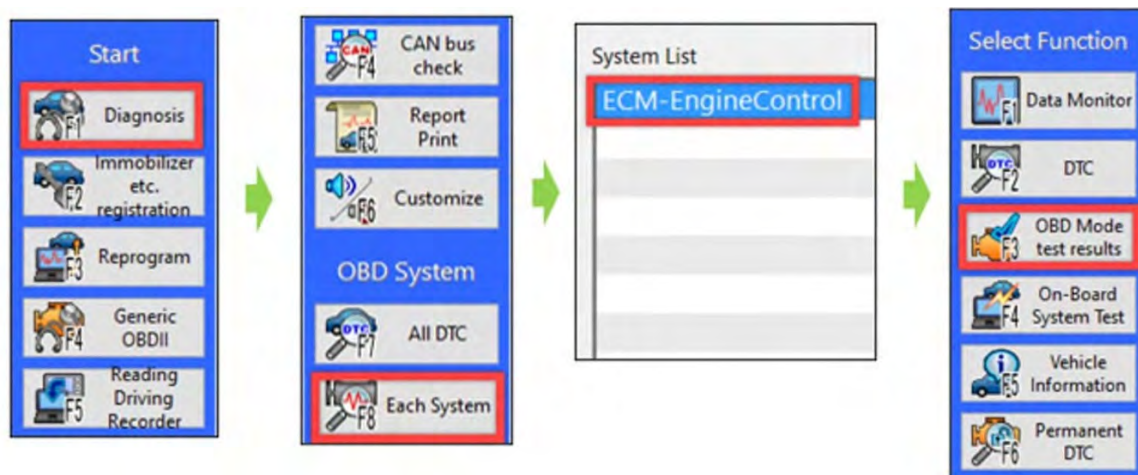 Start
F1
Diagnosis
F2
Immobilizer
etc.
registration
F3
Reprogram
F4
Generic
OBDII
F5
Reading
Driving
Recorder
CAN
F4
CAN bus
check
F5
Report
Print
F6
Customize
OBD System
DTC
F7
All DTC
F8
Each System
System List
ECM-EngineControl
Select Function
F1
Data Monitor
DTC
F2
DTC
F3
OBD Mode
test results
F4
On-Board
System Test
F5
Vehicle
Information
F6
Permanent
DTC